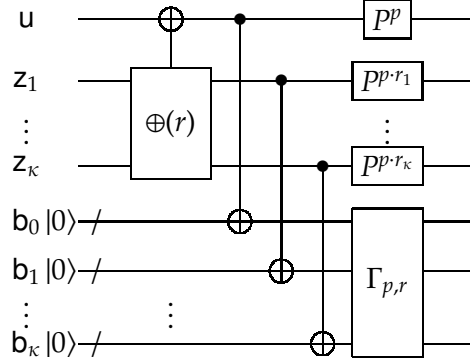 u P^p
z_1 P^{p·r_1}
⋮ ⊕(r) ⋮
z_κ P^{p·r_κ}
b_0 |0⟩
b_1 |0⟩ Γ_{p,r}
⋮ ⋮
b_κ |0⟩